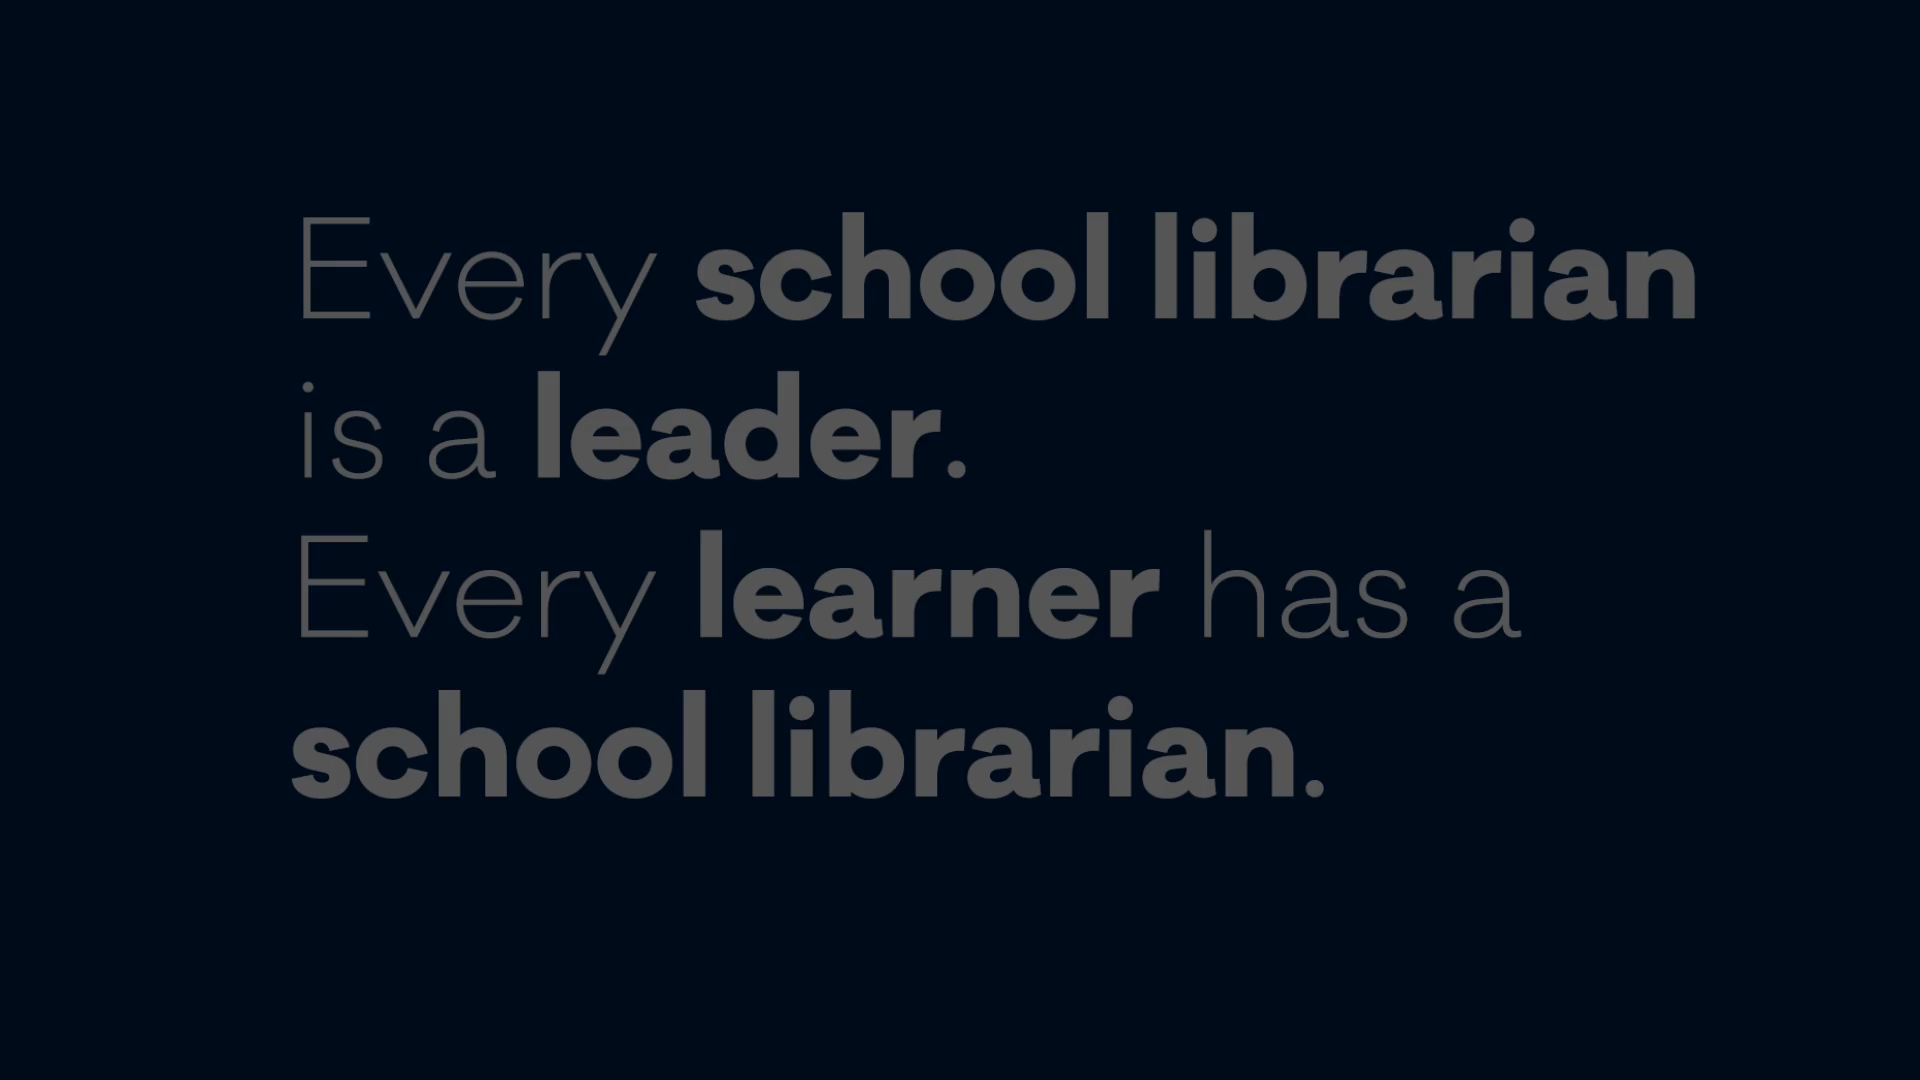 Every school librarian
is a leader.
Every learner has a
school librarian.